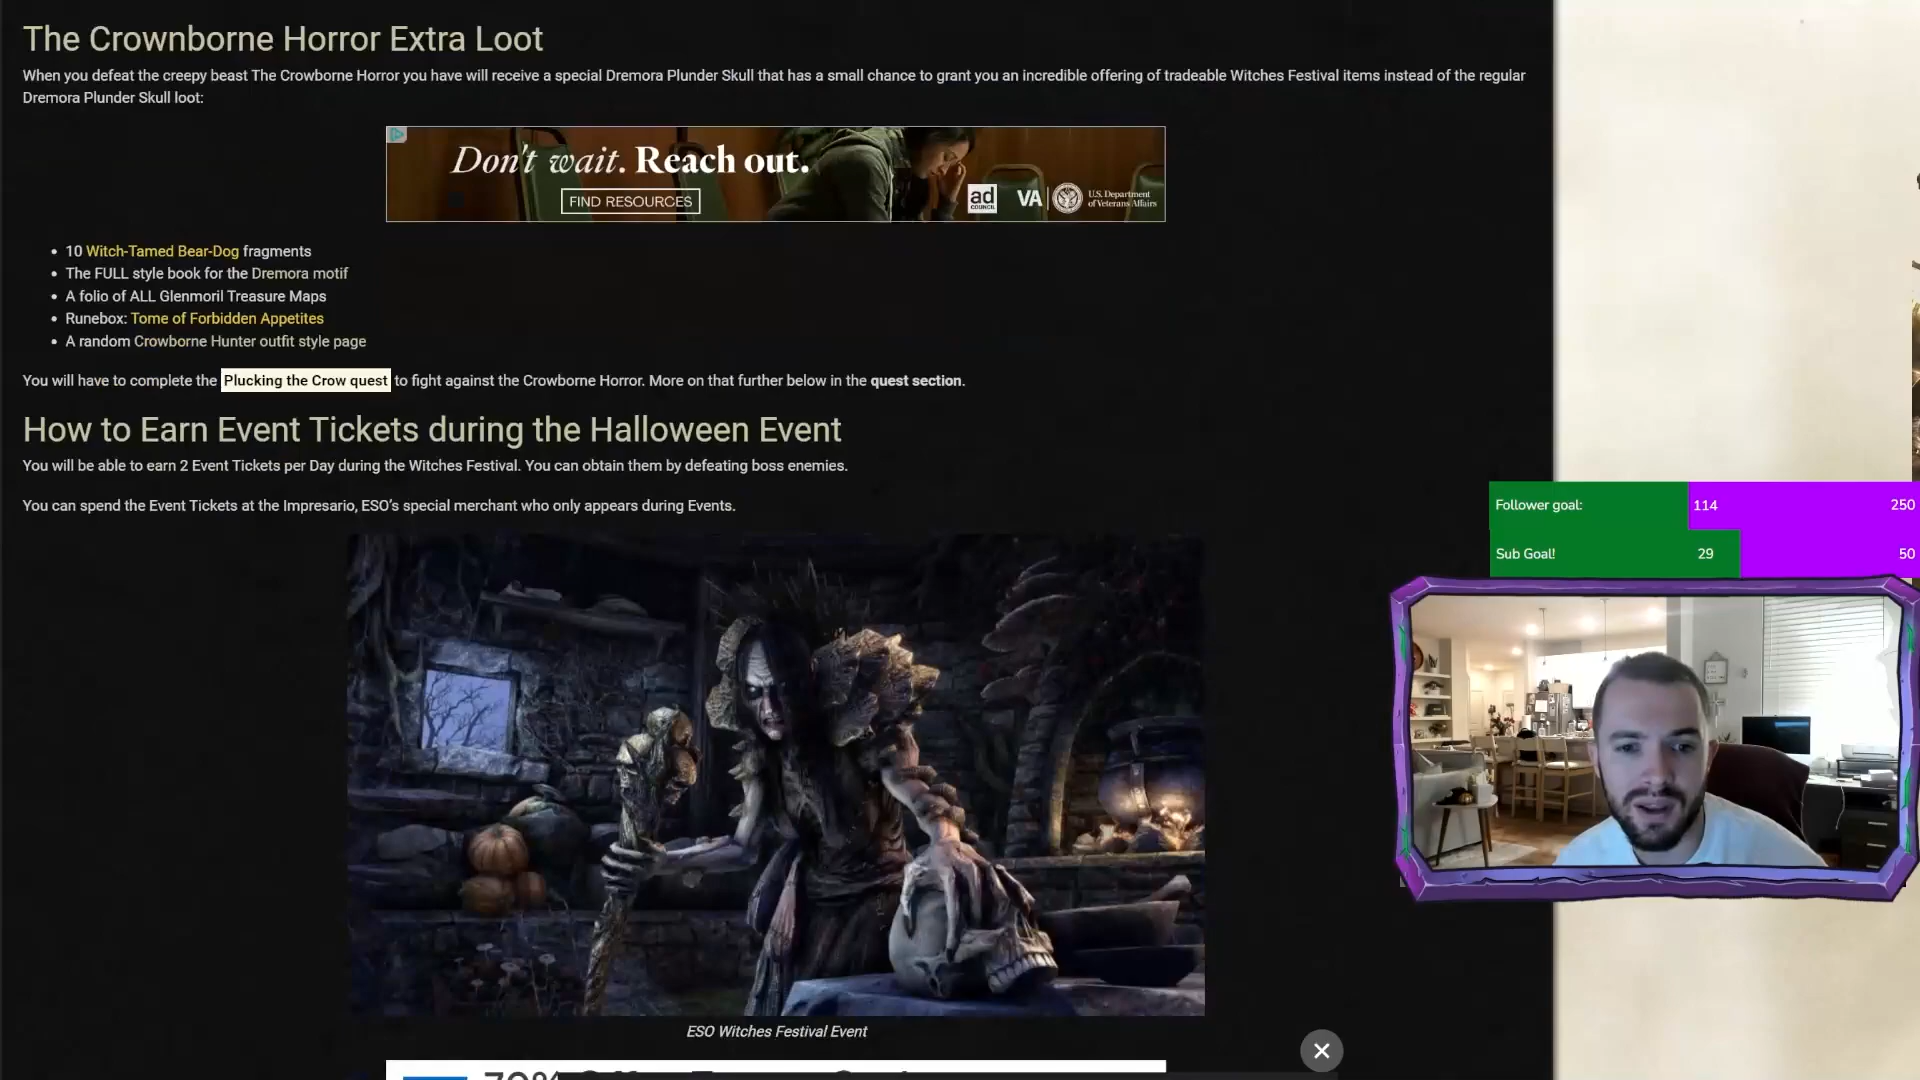 The Crownborne Horror Extra Loot
When you defeat the creepy beast The Crowborne Horror you have will receive a special Dremora Plunder Skull that has a small chance to grant you an incredible offering of tradeable Witches Festival items instead of the regular
Dremora Plunder Skull loot:
Don't wait. Reach out.
FIND RESOURCES
ad
COUNCIL
VA
U.S. Department
of Veterans Affairs
10 Witch-Tamed Bear-Dog fragments
The FULL style book for the Dremora motif
A folio of ALL Glenmoril Treasure Maps
Runebox: Tome of Forbidden Appetites
A random Crowborne Hunter outfit style page
You will have to complete the Plucking the Crow quest to fight against the Crowborne Horror. More on that further below in the quest section.
How to Earn Event Tickets during the Halloween Event
You will be able to earn 2 Event Tickets per Day during the Witches Festival. You can obtain them by defeating boss enemies.
You can spend the Event Tickets at the Impresario, ESO's special merchant who only appears during Events.
Follower goal: 114 250
Sub Goal! 29 50
ESO Witches Festival Event